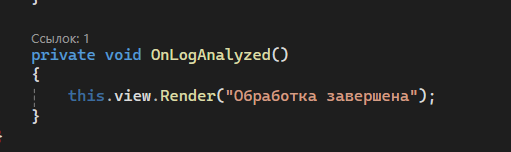 }
Ссылок: 1
private void OnLogAnalyzed()
{
this.view.Render("Обработка завершена");
}
}